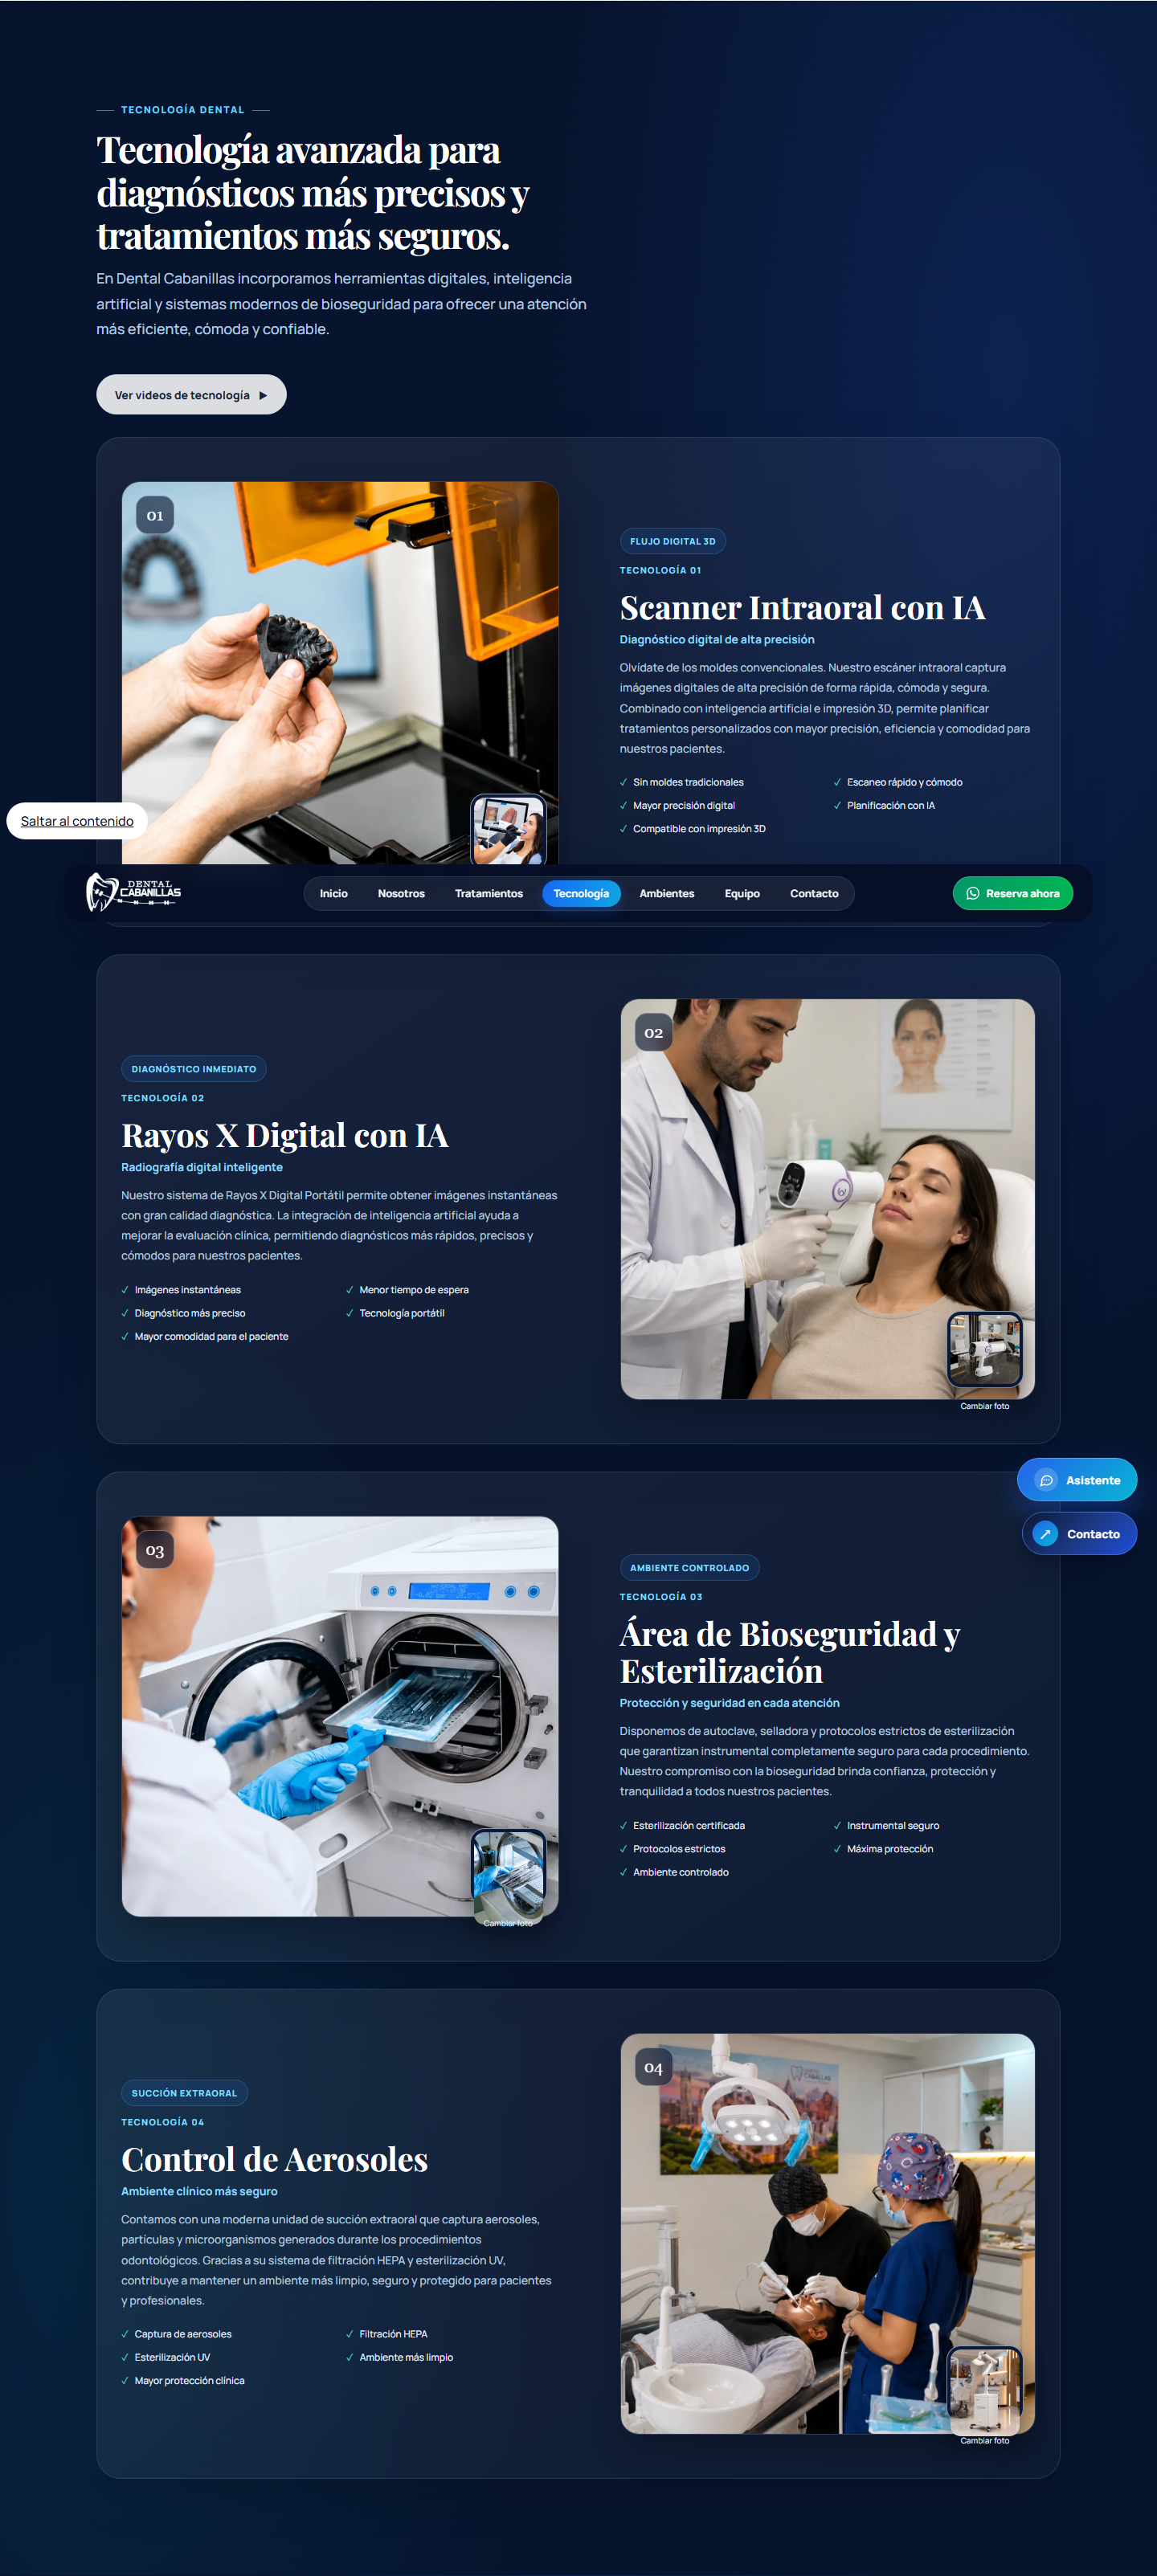 TECNOLOGÍA DENTAL
Tecnología avanzada para
diagnósticos más precisos y
tratamientos más seguros.
En Dental Cabanillas incorporamos herramientas digitales, inteligencia
artificial y sistemas modernos de bioseguridad para ofrecer una atención
más eficiente, cómoda y confiable.
Ver videos de tecnología
01
FLUJO DIGITAL 3D
TECNOLOGÍA 01
Scanner Intraoral con IA
Diagnóstico digital de alta precisión
Olvídate de los moldes convencionales. Nuestro escáner intraoral captura
imágenes digitales de alta precisión de forma rápida, cómoda y segura.
Combinado con inteligencia artificial e impresión 3D, permite planificar
tratamientos personalizados con mayor precisión, eficiencia y comodidad para
nuestros pacientes.
✓ Sin moldes tradicionales
✓ Escaneo rápido y cómodo
✓ Mayor precisión digital
✓ Planificación con IA
✓ Compatible con impresión 3D
Saltar al contenido
DENTAL
CABANILLAS
Inicio
Nosotros
Tratamientos
Tecnología
Ambientes
Equipo
Contacto
Reserva ahora
DIAGNÓSTICO INMEDIATO
TECNOLOGÍA 02
Rayos X Digital con IA
Radiografía digital inteligente
Nuestro sistema de Rayos X Digital Portátil permite obtener imágenes instantáneas
con gran calidad diagnóstica. La integración de inteligencia artificial ayuda a
mejorar la evaluación clínica, permitiendo diagnósticos más rápidos, precisos y
cómodos para nuestros pacientes.
✓ Imágenes instantáneas
✓ Menor tiempo de espera
✓ Diagnóstico más preciso
✓ Tecnología portátil
✓ Mayor comodidad para el paciente
02
Cambiar foto
Asistente
Contacto
03
Cambiar foto
AMBIENTE CONTROLADO
TECNOLOGÍA 03
Área de Bioseguridad y
Esterilización
Protección y seguridad en cada atención
Disponemos de autoclave, selladora y protocolos estrictos de esterilización
que garantizan instrumental completamente seguro para cada procedimiento.
Nuestro compromiso con la bioseguridad brinda confianza, protección y
tranquilidad a todos nuestros pacientes.
✓ Esterilización certificada
✓ Instrumental seguro
✓ Protocolos estrictos
✓ Máxima protección
✓ Ambiente controlado
SUCCIÓN EXTRAORAL
TECNOLOGÍA 04
Control de Aerosoles
Ambiente clínico más seguro
Contamos con una moderna unidad de succión extraoral que captura aerosoles,
partículas y microorganismos generados durante los procedimientos
odontológicos. Gracias a su sistema de filtración HEPA y esterilización UV,
contribuye a mantener un ambiente más limpio, seguro y protegido para pacientes
y profesionales.
✓ Captura de aerosoles
✓ Filtración HEPA
✓ Esterilización UV
✓ Ambiente más limpio
✓ Mayor protección clínica
04
Cambiar foto